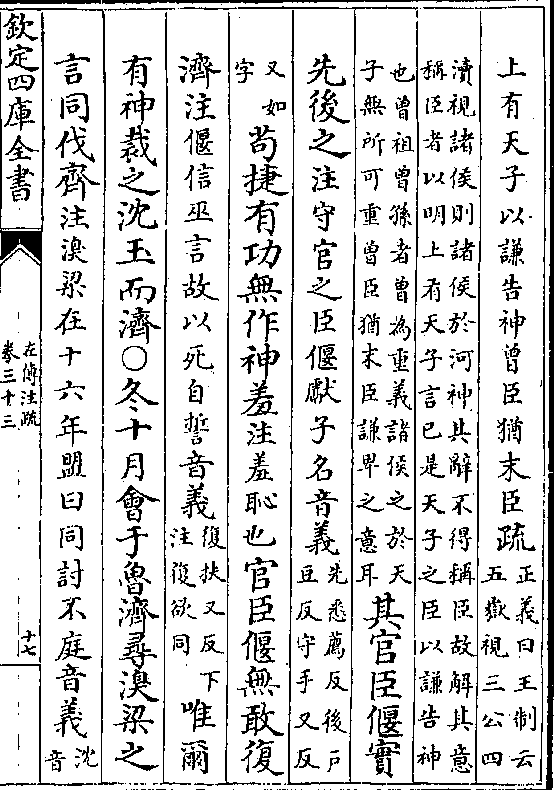 上有天子以謙告神曾臣猶末臣疏
正義曰王制云
五嶽視三公四
瀆視諸侯則諸侯於河神其辭不得稱臣故解其意
稱臣者以明上有天子言已是天子之臣以謙告神
也曾祖曾孫者曾為重義諸侯之於天
子無所可重曾臣猶末臣謙卑之意耳
其官臣偃實
先後之注守官之臣偃獻子名音義
先悉薦反後戶
豆反守手又反
又如
字
苟捷有功無作神羞注羞恥也官臣偃無敢復
濟注偃信巫言故以死自誓音義
復扶又反下
注復欲同
唯爾
有神裁之沈玉而濟○冬十月會于魯濟尋湨梁之
言同伐齊注湨梁在十六年盟曰同討不庭音義
沈
音
欽定四庫全書
左傳注疏
卷三十三
十七